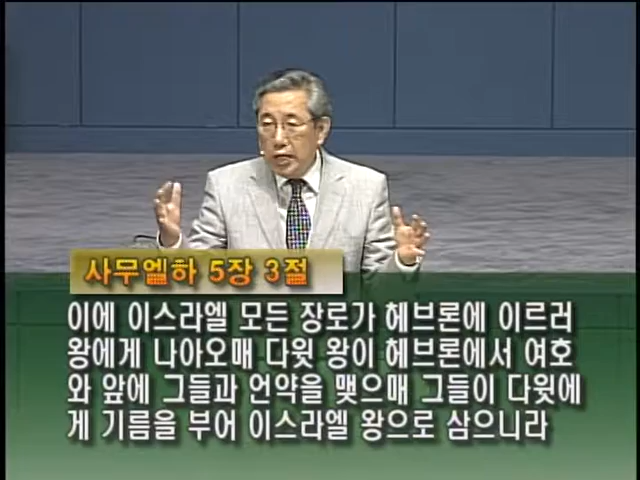 사무엘하 5장 3절
이에 이스라엘 모든 장로가 헤브론에 이르러
왕에게 나아오매 다윗 왕이 헤브론에서 여호
와 앞에 그들과 언약을 맺으매 그들이 다윗에
게 기름을 부어 이스라엘 왕으로 삼으니라